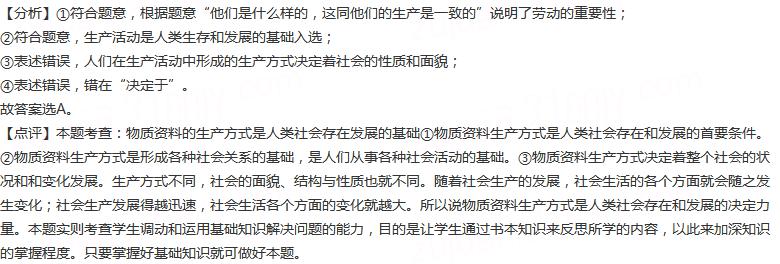 【分析】①符合题意，根据题意“他们是什么样的，这同他们的生产是一致的”说明了劳动的重要性；
②符合题意，生产活动是人类生存和发展的基础入选；
③表述错误，人们在生产活动中形成的生产方式决定着社会的性质和面貌；
④表述错误，错在“决定于”。
故答案选A。
【点评】本题考查：物质资料的生产方式是人类社会存在发展的基础①物质资料生产方式是人类社会存在和发展的首要条件。
②物质资料生产方式是形成各种社会关系的基础，是人们从事各种社会活动的基础。③物质资料生产方式决定着整个社会的状
况和和变化发展。生产方式不同，社会的面貌、结构与性质也就不同。随着社会生产的发展，社会生活的各个方面就会随之发
生变化；社会生产发展得越迅速，社会生活各个方面的变化就越大。所以说物质资料生产方式是人类社会存在和发展的决定力
量。本题实则考查学生调动和运用基础知识解决问题的能力，目的是让学生通过书本知识来反思所学的内容，以此来加深知识
的掌握程度。只要掌握好基础知识就可做好本题。